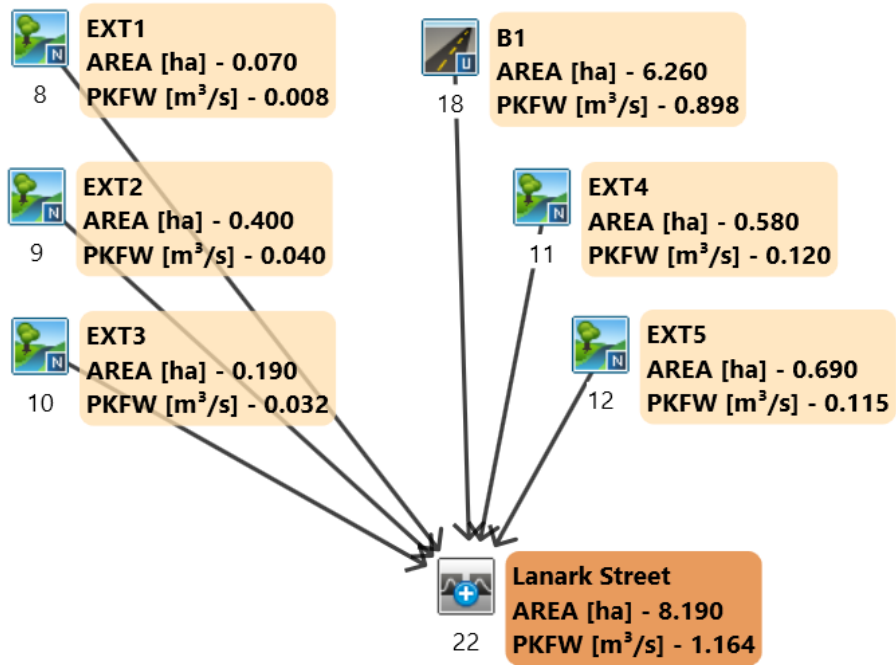 EXT1
AREA [ha] - 0.070
PKFW [m³/s] - 0.008
N
8
B1
AREA [ha] - 6.260
PKFW [m³/s] - 0.898
U
18
EXT2
AREA [ha] - 0.400
PKFW [m³/s] - 0.040
N
9
EXT4
AREA [ha] - 0.580
PKFW [m³/s] - 0.120
N
11
EXT3
AREA [ha] - 0.190
PKFW [m³/s] - 0.032
N
10
EXT5
AREA [ha] - 0.690
PKFW [m³/s] - 0.115
N
12
Lanark Street
AREA [ha] - 8.190
PKFW [m³/s] - 1.164
22